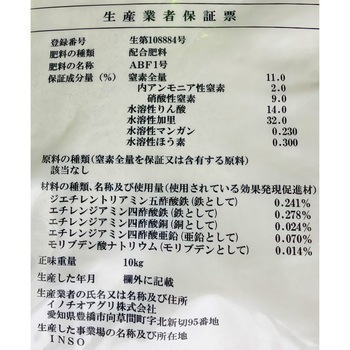 生産業者保証票
登録番号 生第108884号
肥料の種類 配合肥料
肥料の名称 ABF1号
保証成分量(%) 窒素全量 11.0
内アンモニア性窒素 2.0
硝酸性窒素 9.0
水溶性りん酸 14.0
水溶性加里 32.0
水溶性マンガン 0.230
水溶性ほう素 0.300
原料の種類(窒素全量を保証又は含有する原料)
該当なし
材料の種類、名称及び使用量(使用されている効果発現促進材)
ジエチレントリアミン五酢酸鉄(鉄として) 0.241%
エチレンジアミン四酢酸鉄(鉄として) 0.278%
エチレンジアミン四酢酸銅(銅として) 0.024%
エチレンジアミン四酢酸亜鉛(亜鉛として) 0.070%
モリブデン酸ナトリウム(モリブデンとして) 0.014%
正味重量 10kg
生産した年月 欄外に記載
生産業者の氏名又は名称及び住所
イノチオアグリ株式会社
愛知県豊橋市向草間町字北新切95番地
生産した事業場の名称及び所在地
INSO